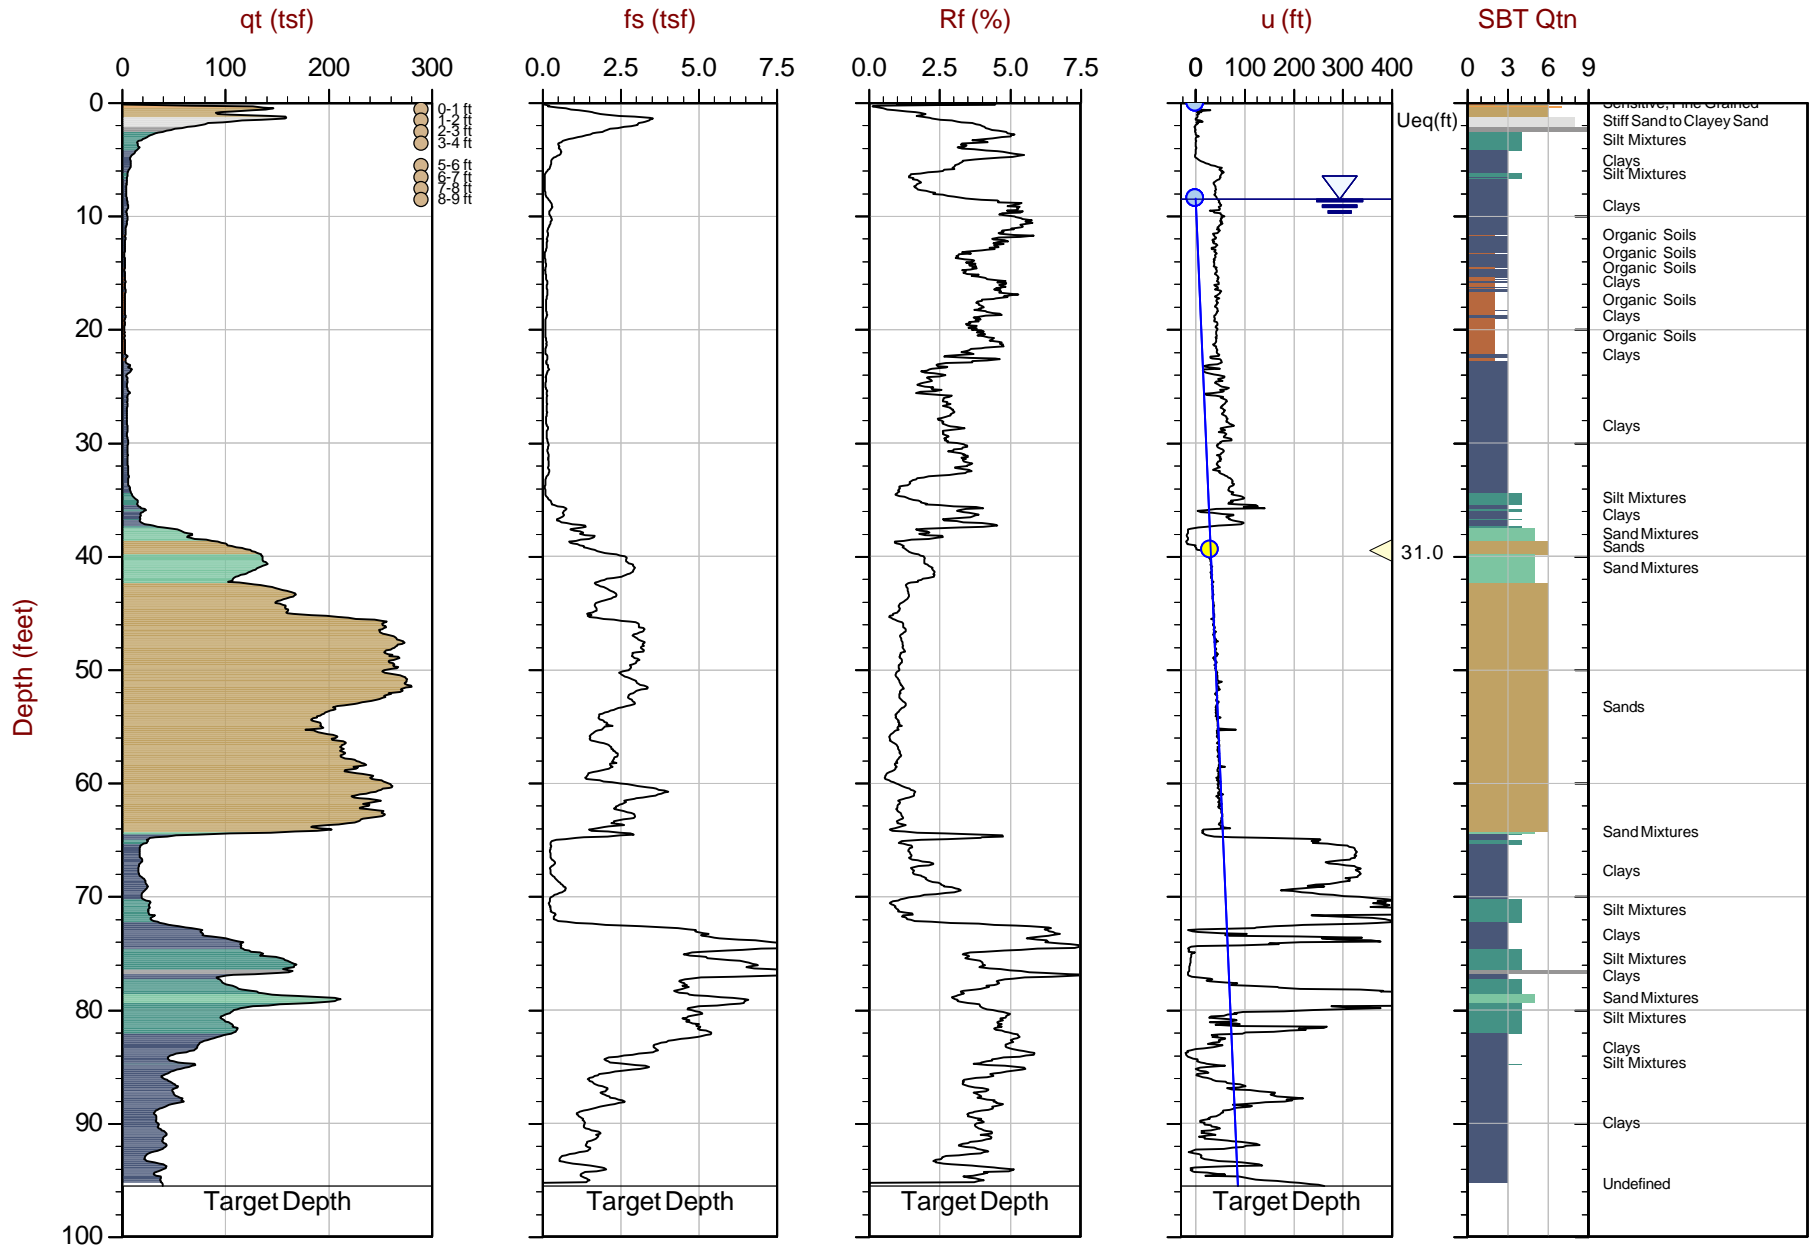 qt (tsf) fs (tsf) Rf (%) u (ft) SBT Qtn
0 100 200 300 0.0 2.5 5.0 7.5 0.0 2.5 5.0 7.5 0 100 200 300 400 0 3 6 9
0
10
20
30
40
50
60
70
80
90
100
Depth (feet)
0-1 ft
1-2 ft
2-3 ft
3-4 ft
5-6 ft
6-7 ft
7-8 ft
8-9 ft
Ueq(ft)
31.0
Sensitive, Fine Grained
Stiff Sand to Clayey Sand
Silt Mixtures
Clays
Silt Mixtures
Clays
Organic Soils
Organic Soils
Organic Soils
Clays
Organic Soils
Clays
Organic Soils
Clays
Clays
Silt Mixtures
Clays
Sand Mixtures
Sands
Sand Mixtures
Sands
Sand Mixtures
Clays
Silt Mixtures
Clays
Silt Mixtures
Clays
Sand Mixtures
Silt Mixtures
Clays
Silt Mixtures
Clays
Undefined
Target Depth Target Depth Target Depth Target Depth